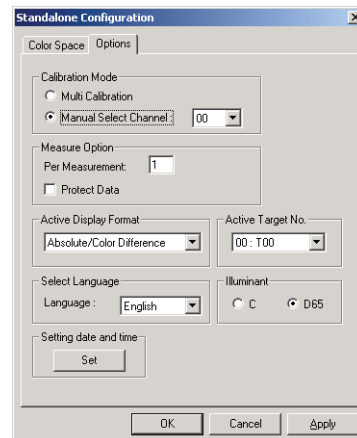 Standalone Configuration
Color Space Options
Calibration Mode
Multi Calibration
Manual Select Channel : 00
Measure Option
Per Measurement: 1
Protect Data
Active Display Format Active Target No.
Absolute/Color Difference 00 : T00
Select Language Illuminant
Language : English C D65
Setting date and time
Set
OK Cancel Apply